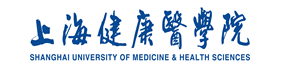 上海健康醫學院
SHANGHAI UNIVERSITY OF MEDICINE & HEALTH SCIENCES